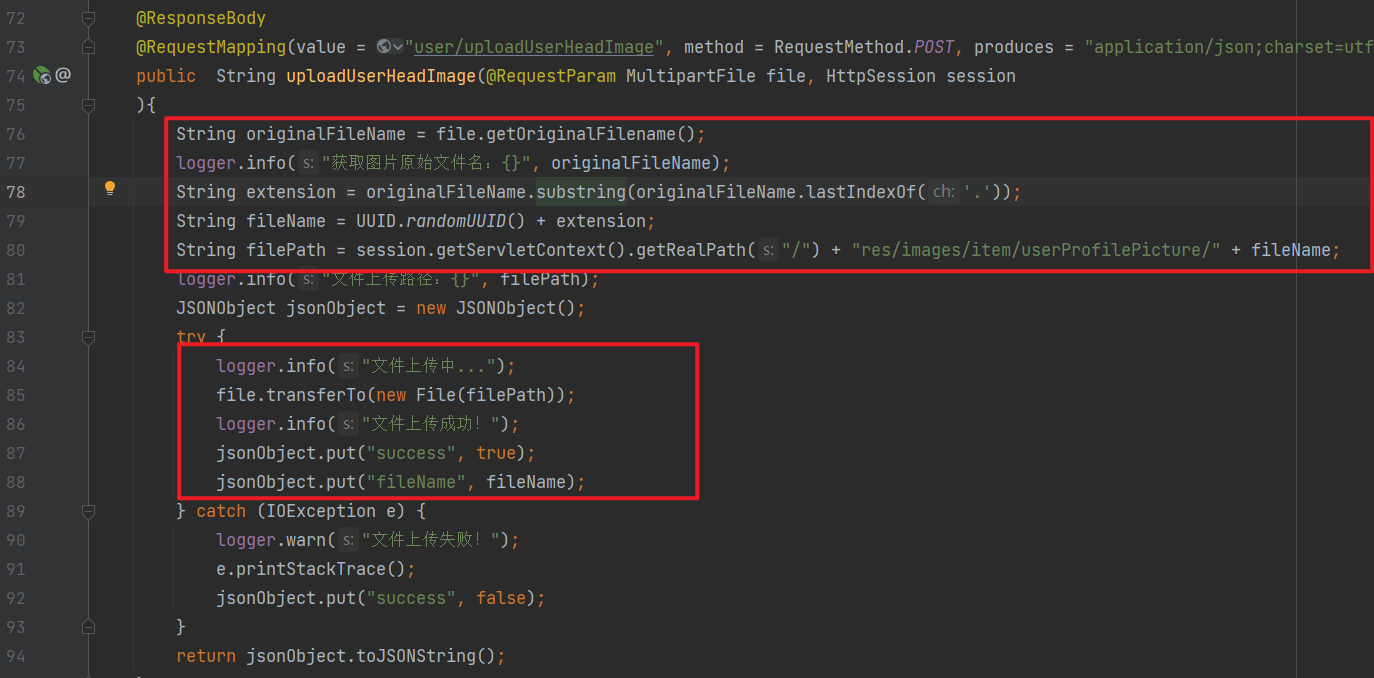 72 @ResponseBody
73 @RequestMapping(value = "user/uploadUserHeadImage", method = RequestMethod.POST, produces = "application/json;charset=utf
74 @ public String uploadUserHeadImage(@RequestParam MultipartFile file, HttpSession session
75 ){
76 String originalFileName = file.getOriginalFilename();
77 logger.info( s: "获取图片原始文件名：{}", originalFileName);
78 String extension = originalFileName.substring(originalFileName.lastIndexOf( ch: '.'));
79 String fileName = UUID.randomUUID() + extension;
80 String filePath = session.getServletContext().getRealPath( s: "/") + "res/images/item/userProfilePicture/" + fileName;
81 logger.info( s: "文件上传路径：{}", filePath);
82 JSONObject jsonObject = new JSONObject();
83 try {
84 logger.info( s: "文件上传中...");
85 file.transferTo(new File(filePath));
86 logger.info( s: "文件上传成功！");
87 jsonObject.put("success", true);
88 jsonObject.put("fileName", fileName);
89 } catch (IOException e) {
90 logger.warn( s: "文件上传失败！");
91 e.printStackTrace();
92 jsonObject.put("success", false);
93 }
94 return jsonObject.toJSONString();